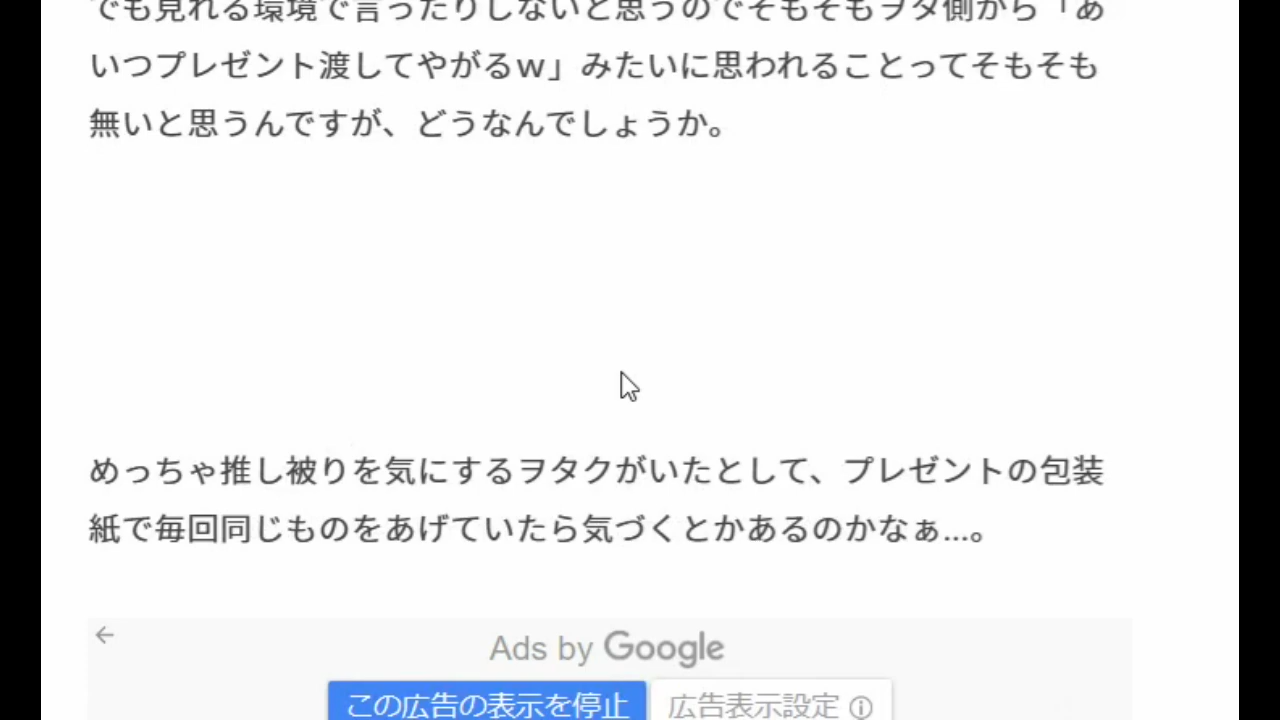 でも見れる環境で言ったりしないと思うのでそもそもヲタ側から「あ
いつプレゼント渡してやがるw」みたいに思われることってそもそも
無いと思うんですが、どうなんでしょうか。
めっちゃ推し被りを気にするヲタクがいたとして、プレゼントの包装
紙で毎回同じものをあげていたら気づくとかあるのかなぁ...。
Ads by Google
この広告の表示を停止
広告表示設定